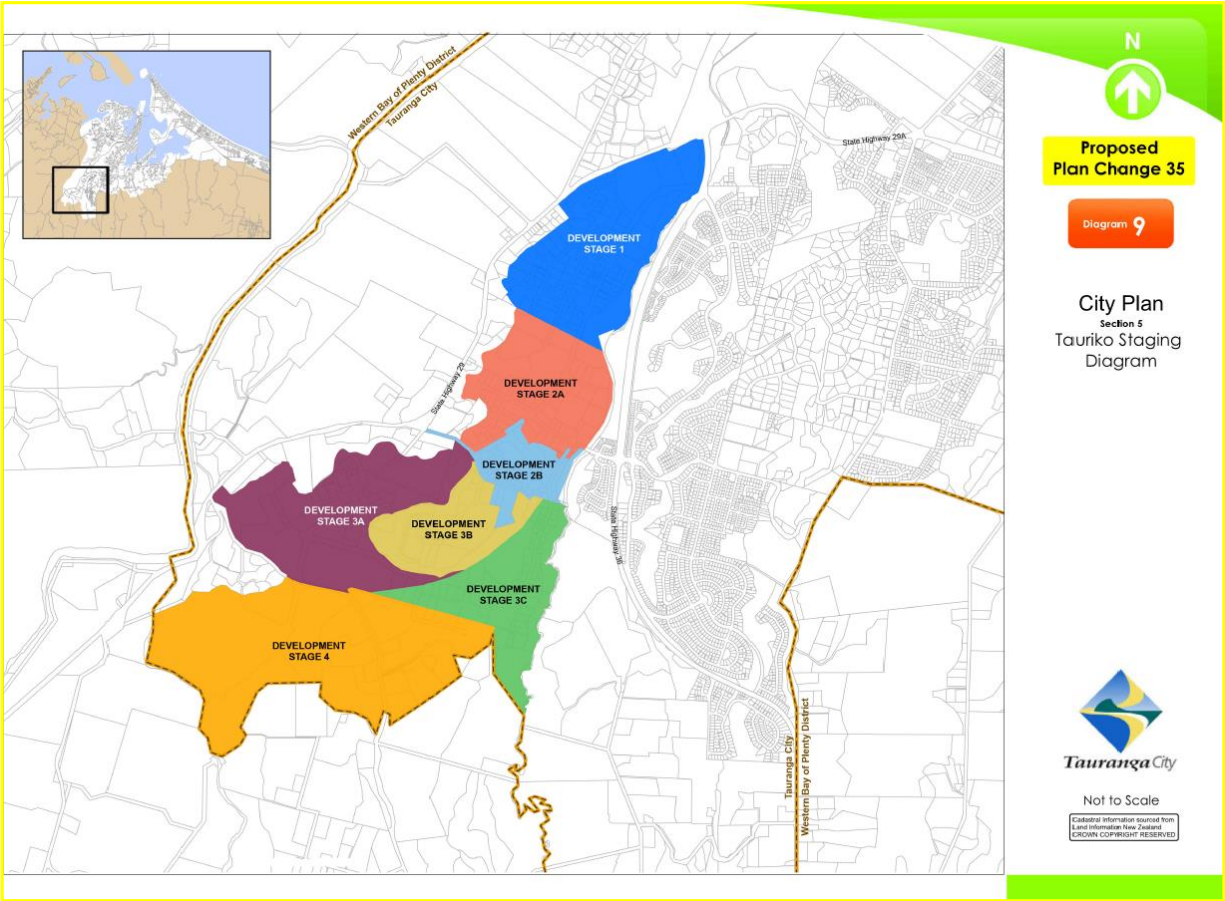 Western Bay of Plenty District
Tauranga City
State Highway 29A
DEVELOPMENT
STAGE 1
State Highway 29
DEVELOPMENT
STAGE 2A
DEVELOPMENT
STAGE 2B
DEVELOPMENT
STAGE 3A
DEVELOPMENT
STAGE 3B
State Highway 36
DEVELOPMENT
STAGE 3C
DEVELOPMENT
STAGE 4
Tauranga City
Western Bay of Plenty District
N
Proposed
Plan Change 35
Diagram 9
City Plan
Section 5
Tauriko Staging
Diagram
Tauranga City
Not to Scale
Cadastral Information sourced from
Land Information New Zealand
CROWN COPYRIGHT RESERVED